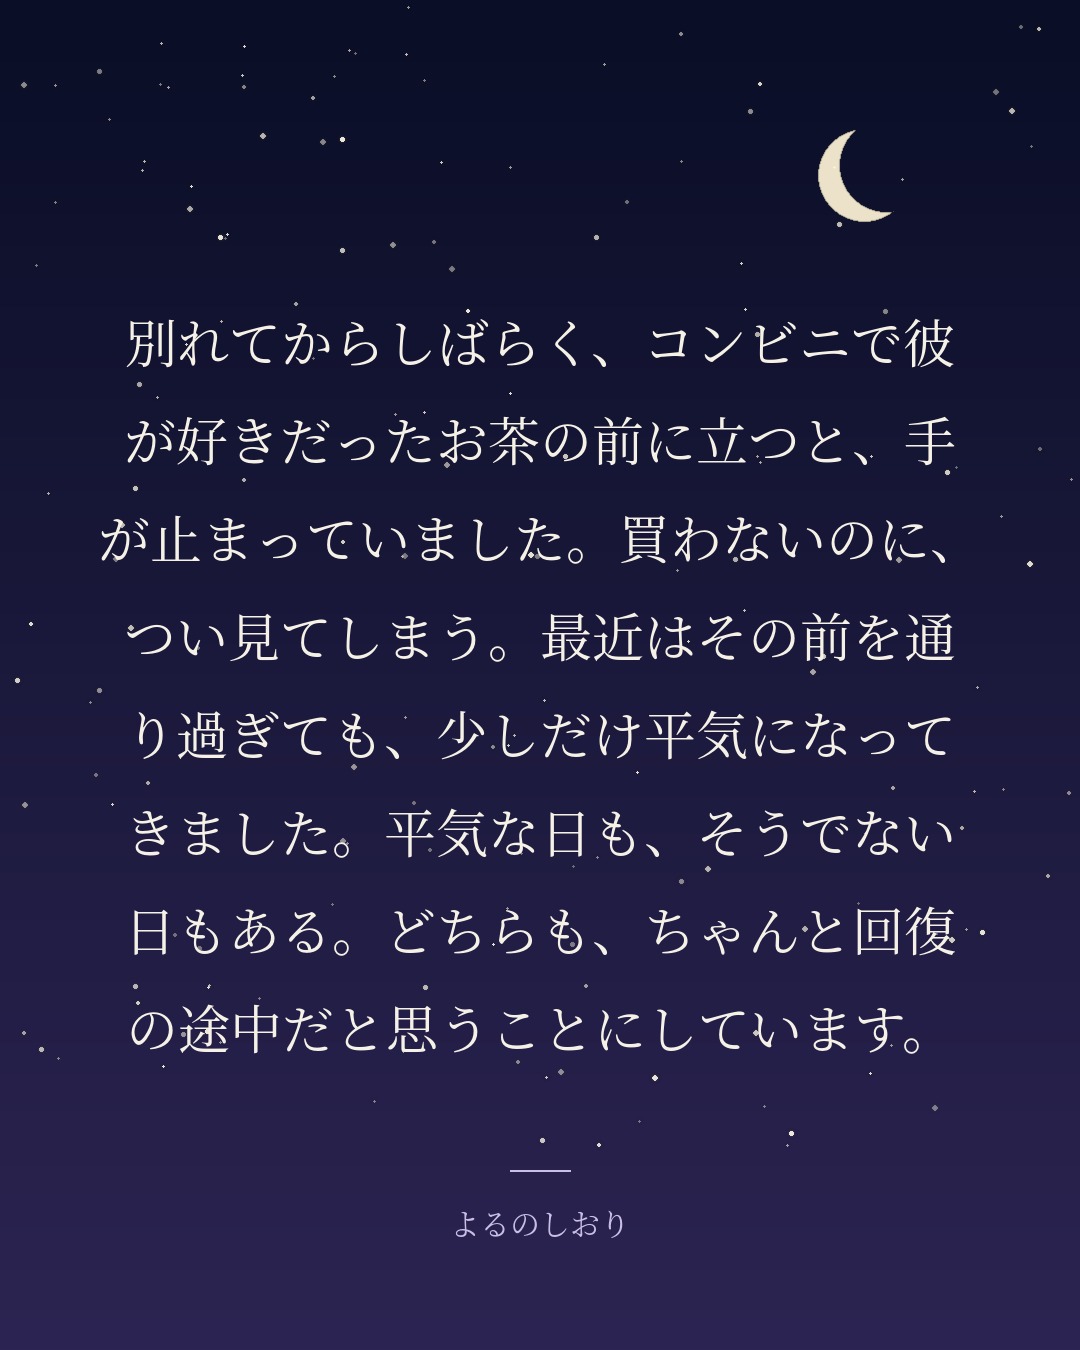 別れてからしばらく、コンビニで彼
が好きだったお茶の前に立つと、手
が止まっていました。買わないのに、
つい見てしまう。最近はその前を通
り過ぎても、少しだけ平気になって
きました。平気な日も、そうでない
日もある。どちらも、ちゃんと回復
の途中だと思うことにしています。
よるのしおり